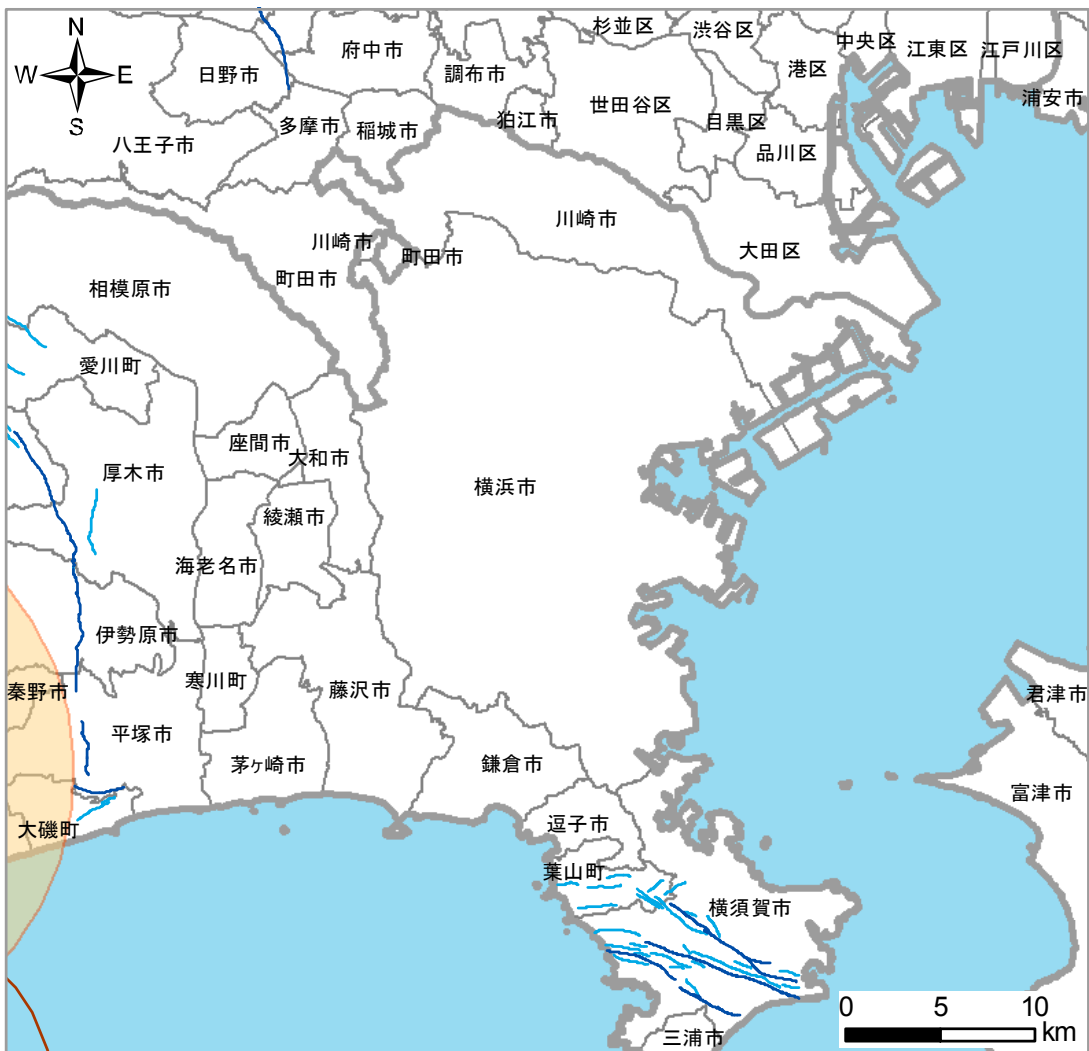 杉並区
渋谷区
中央区
江東区
江戸川区
N
府中市
港区
W
E
日野市
調布市
浦安市
世田谷区
S
狛江市
目黒区
多摩市
稲城市
八王子市
品川区
川崎市
川崎市
大田区
町田市
町田市
相模原市
愛川町
座間市
大和市
厚木市
横浜市
綾瀬市
海老名市
伊勢原市
秦野市
寒川町
藤沢市
君津市
平塚市
茅ヶ崎市
鎌倉市
富津市
大磯町
逗子市
葉山町
横須賀市
0 5 10
km
三浦市